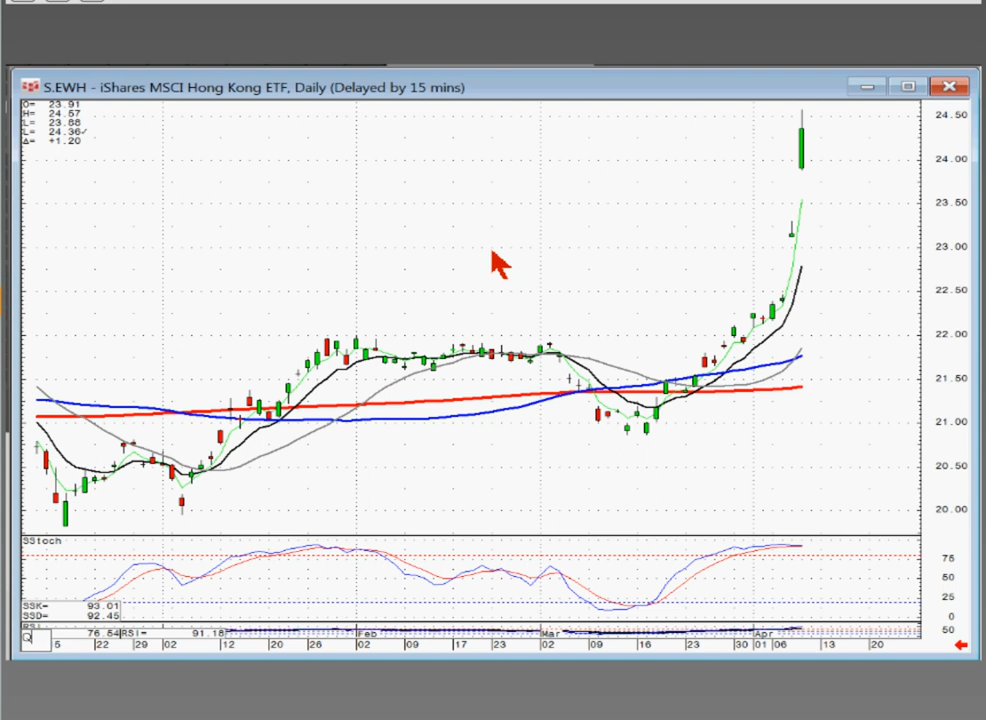 S.EWH - iShares MSCI Hong Kong ETF, Daily (Delayed by 15 mins)
O= 23.91
H= 24.57
L= 23.88
L= 24.36✓
Δ= +1.20
24.50
24.00
23.50
23.00
22.50
22.00
21.50
21.00
20.50
20.00
SStoch
75
50
25
0
SSK= 93.01
SSD= 92.45
76.54 RSI= 91.18
50
Feb Mar Apr
5 22 29 02 12 20 26 02 09 17 23 02 09 16 23 30 01 06 13 20